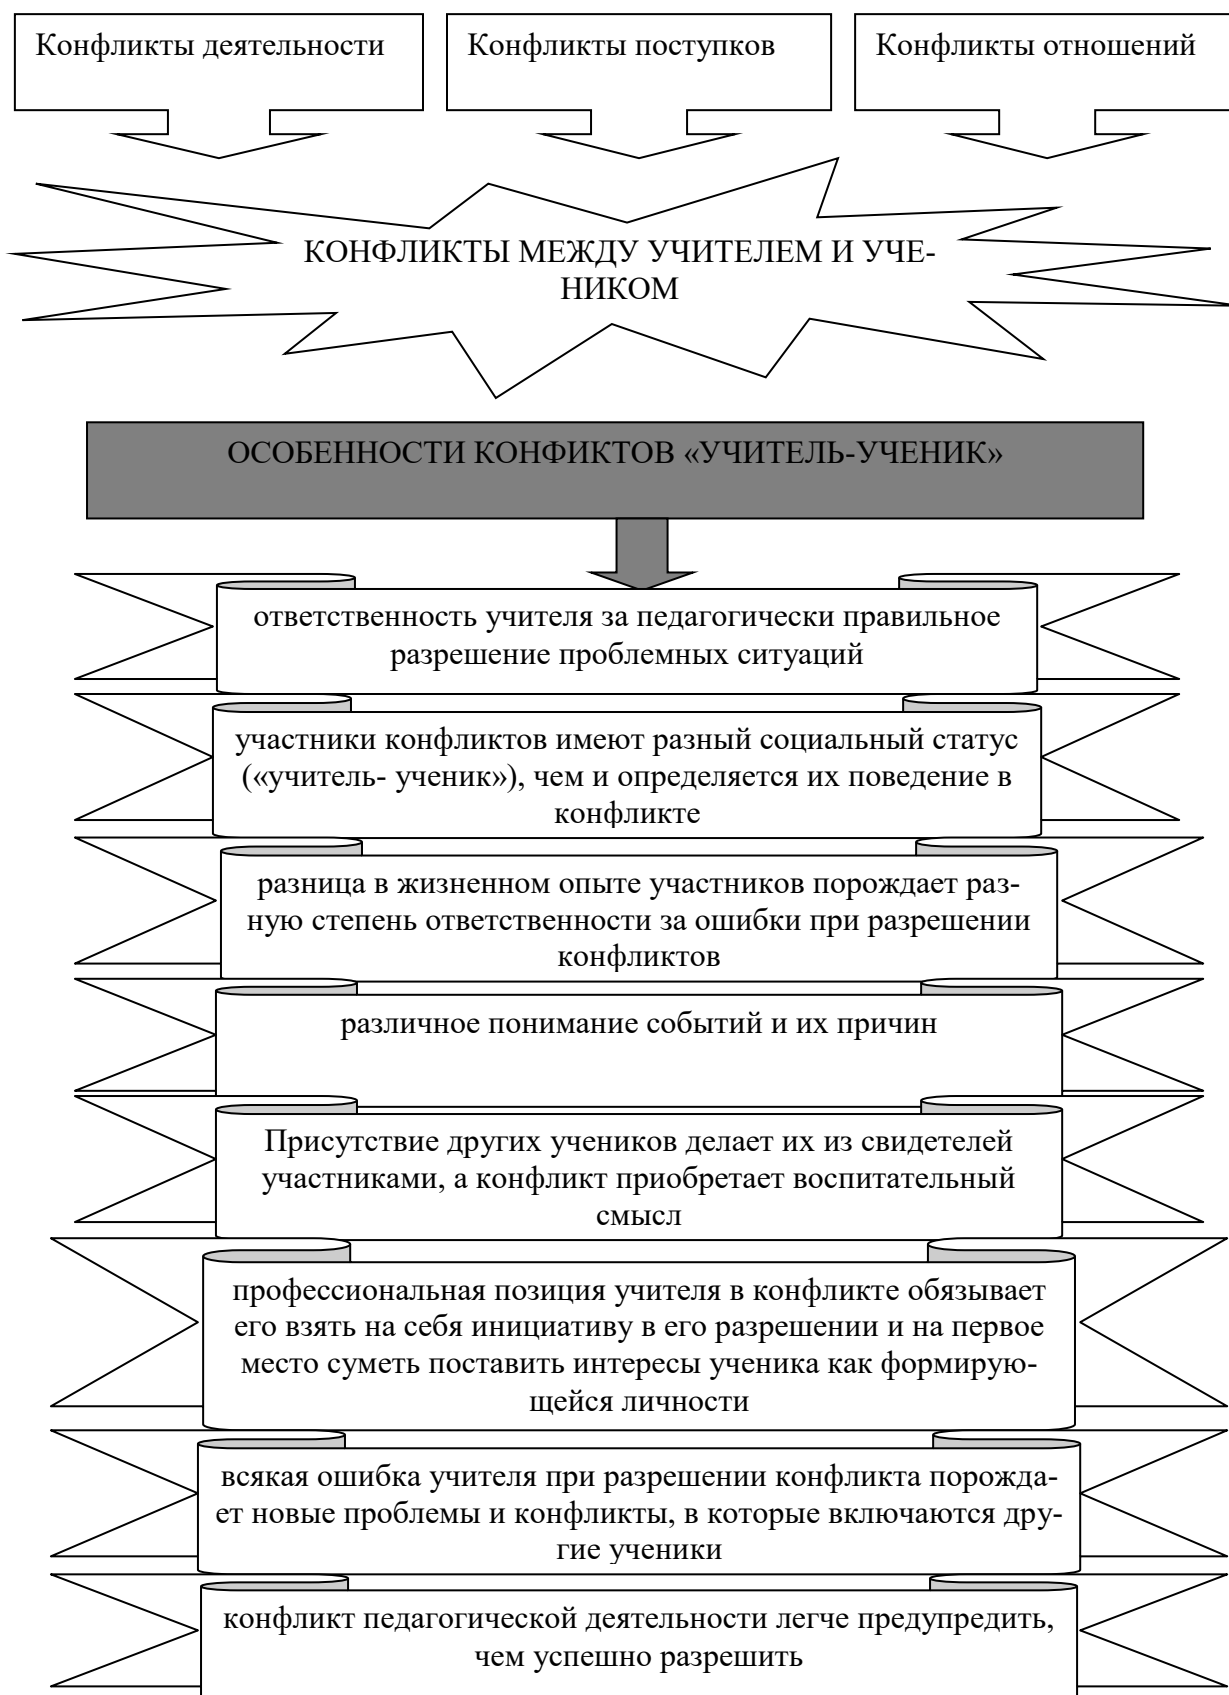 Конфликты деятельности
Конфликты поступков
Конфликты отношений
КОНФЛИКТЫ МЕЖДУ УЧИТЕЛЕМ И УЧЕ-
НИКОМ
ОСОБЕННОСТИ КОНФИКТОВ «УЧИТЕЛЬ-УЧЕНИК»
ответственность учителя за педагогически правильное
разрешение проблемных ситуаций
участники конфликтов имеют разный социальный статус
(«учитель- ученик»), чем и определяется их поведение в
конфликте
разница в жизненном опыте участников порождает раз-
ную степень ответственности за ошибки при разрешении
конфликтов
различное понимание событий и их причин
Присутствие других учеников делает их из свидетелей
участниками, а конфликт приобретает воспитательный
смысл
профессиональная позиция учителя в конфликте обязывает
его взять на себя инициативу в его разрешении и на первое
место суметь поставить интересы ученика как формирую-
щейся личности
всякая ошибка учителя при разрешении конфликта порожда-
ет новые проблемы и конфликты, в которые включаются дру-
гие ученики
конфликт педагогической деятельности легче предупредить,
чем успешно разрешить